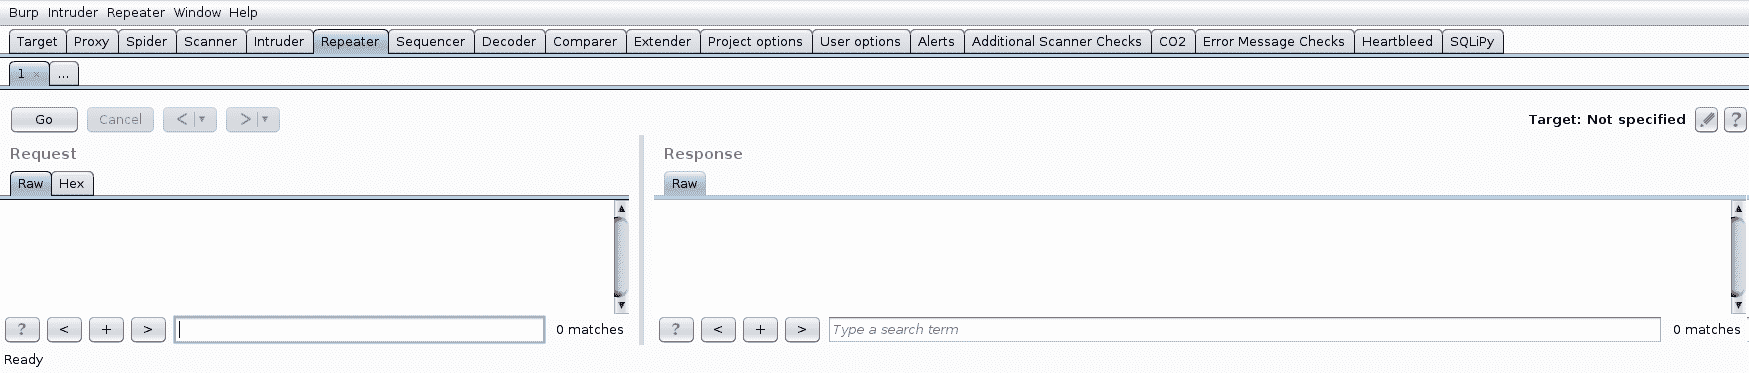 Burp Intruder Repeater Window Help
Target Proxy Spider Scanner Intruder Repeater Sequencer Decoder Comparer Extender Project options User options Alerts Additional Scanner Checks CO2 Error Message Checks Heartbleed SQLiPy
1 × ...
Go Cancel < ▼ > ▼ Target: Not specified ?
Request Response
Raw Hex Raw
? < + > 0 matches ? < + > Type a search term 0 matches
Ready